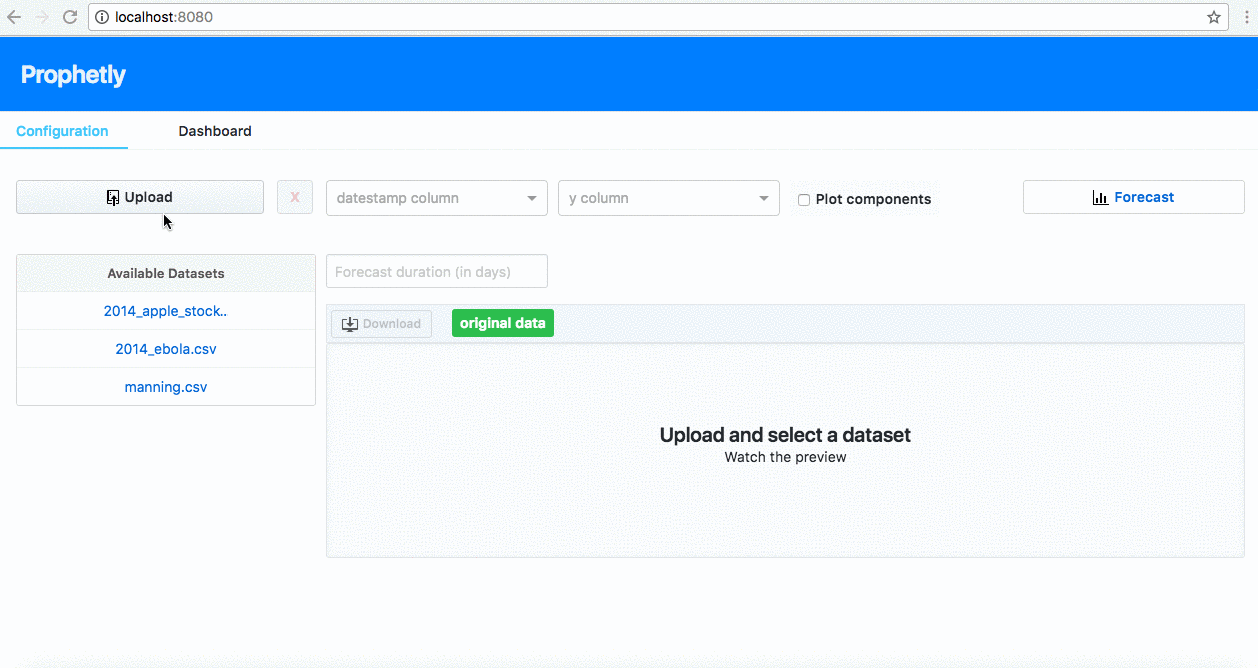 localhost:8080
Prophetly
Configuration
Dashboard
Upload
X
datestamp column
y column
Plot components
Forecast
Available Datasets
2014_apple_stock..
2014_ebola.csv
manning.csv
Forecast duration (in days)
Download
original data
Upload and select a dataset
Watch the preview